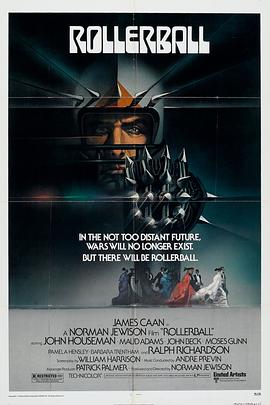 ROLLERBALL
IN THE NOT TOO DISTANT FUTURE,
WARS WILL NO LONGER EXIST.
BUT THERE WILL BE ROLLERBALL.
JAMES CAAN in
A NORMAN JEWISON Film "ROLLERBALL"
starring JOHN HOUSEMAN MAUD ADAMS JOHN BECK MOSES GUNN
PAMELA HENSLEY BARBARA TRENTHAM and RALPH RICHARDSON
Screenplay by WILLIAM HARRISON Music Conducted by ANDRE PREVIN
Associate Producer PATRICK PALMER Produced and Directed by NORMAN JEWISON
R RESTRICTED TECHNICOLOR United Artists